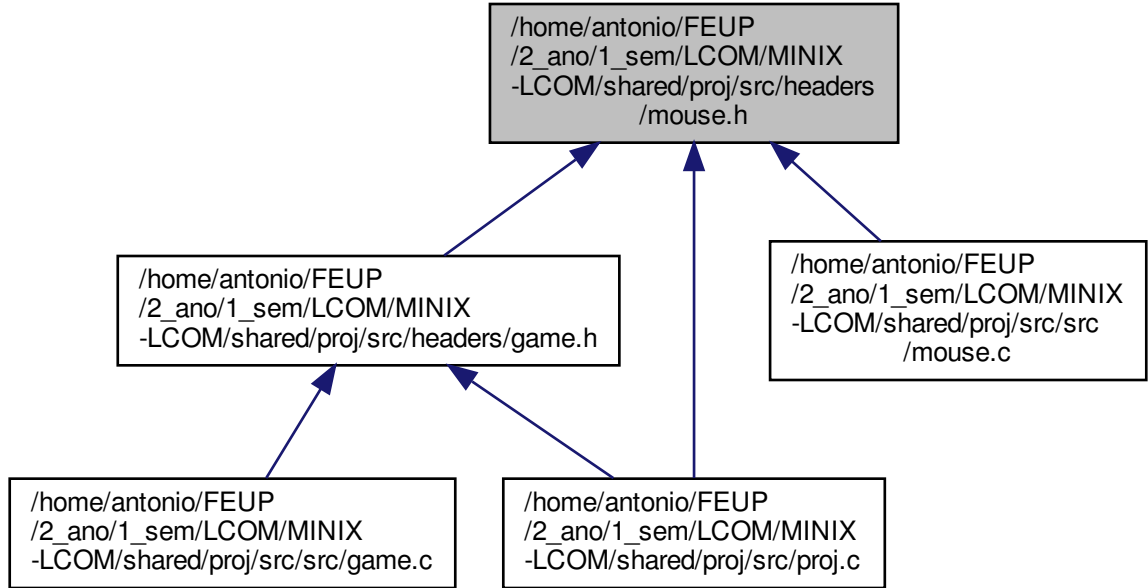 /home/antonio/FEUP
/2_ano/1_sem/LCOM/MINIX
-LCOM/shared/proj/src/headers
/mouse.h
/home/antonio/FEUP
/2_ano/1_sem/LCOM/MINIX
-LCOM/shared/proj/src/headers/game.h
/home/antonio/FEUP
/2_ano/1_sem/LCOM/MINIX
-LCOM/shared/proj/src/src
/mouse.c
/home/antonio/FEUP
/2_ano/1_sem/LCOM/MINIX
-LCOM/shared/proj/src/src/game.c
/home/antonio/FEUP
/2_ano/1_sem/LCOM/MINIX
-LCOM/shared/proj/src/proj.c